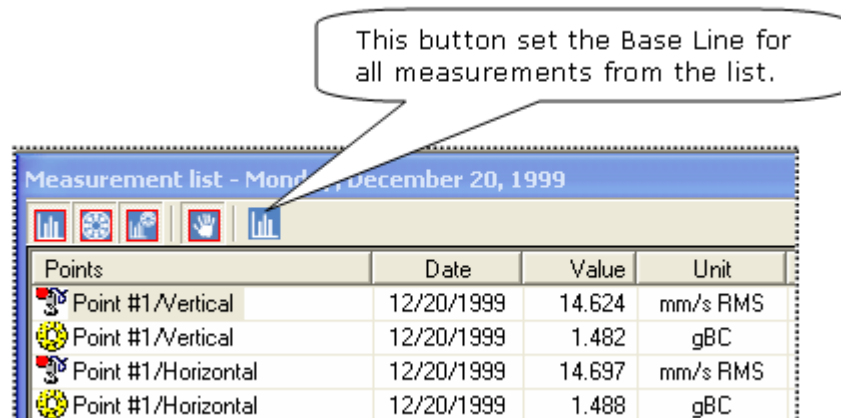 This button set the Base Line for
all measurements from the list.
Measurement list - Monday, December 20, 1999
Points Date Value Unit
Point #1/Vertical 12/20/1999 14.624 mm/s RMS
Point #1/Vertical 12/20/1999 1.482 gBC
Point #1/Horizontal 12/20/1999 14.697 mm/s RMS
Point #1/Horizontal 12/20/1999 1.488 gBC